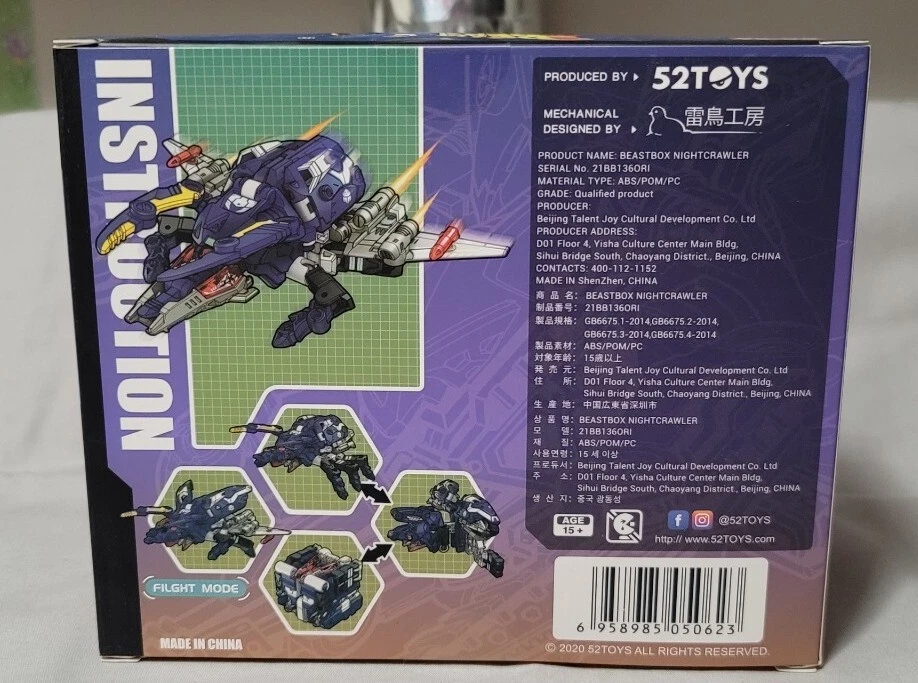 INSTRUCTION
PRODUCED BY 52TOYS
MECHANICAL
DESIGNED BY 雷鳥工房
PRODUCT NAME: BEASTBOX NIGHTCRAWLER
SERIAL No. 21BB136ORI
MATERIAL TYPE: ABS/POM/PC
GRADE: Qualified product
PRODUCER:
Beijing Talent Joy Cultural Development Co. Ltd
PRODUCER ADDRESS:
D01 Floor 4, Yisha Culture Center Main Bldg,
Sihui Bridge South, Chaoyang District., Beijing, CHINA
CONTACTS: 400-112-1152
MADE IN ShenZhen, CHINA
商 品 名: BEASTBOX NIGHTCRAWLER
制品番号: 21BB136ORI
製品規格: GB6675.1-2014,GB6675.2-2014,
GB6675.3-2014,GB6675.4-2014
製品素材: ABS/POM/PC
対象年齢: 15歳以上
発 売 元: Beijing Talent Joy Cultural Development Co. Ltd
住 所: D01 Floor 4, Yisha Culture Center Main Bldg,
Sihui Bridge South, Chaoyang District., Beijing, CHINA
生 産 地: 中国広東省深圳市
상 품 명: BEASTBOX NIGHTCRAWLER
모 델: 21BB136ORI
재 질: ABS/POM/PC
사용연령: 15 세 이상
프로듀서: Beijing Talent Joy Cultural Development Co. Ltd
주 소: D01 Floor 4, Yisha Culture Center Main Bldg,
Sihui Bridge South, Chaoyang District., Beijing, CHINA
생 산 지: 중국 광동성
AGE
15+
@52TOYS
http:// www.52TOYS.com
FILGHT MODE
MADE IN CHINA
6 958985 050623
© 2020 52TOYS ALL RIGHTS RESERVED.